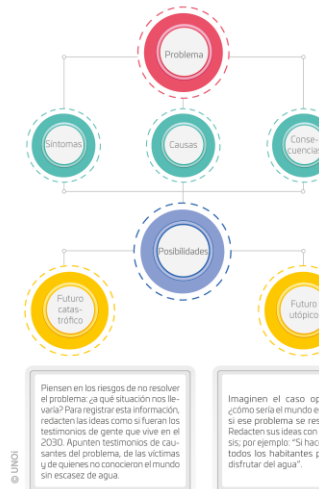 Problema
Síntomas
Causas
Conse-
cuencias
Posibilidades
Futuro
catas-
trófico
Futuro
utópico
Piensen en los riesgos de no resolver
el problema: ¿a qué situación nos lle-
varía? Para registrar esta información,
redacten las ideas como si fueran los
testimonios de gente que vive en el
2030. Apunten testimonios de cau-
santes del problema, de las víctimas
y de quienes no conocieron el mundo
sin escasez de agua.
Imaginen el caso op
¿cómo sería el mundo e
si ese problema se res
Redacten sus ideas con
sis; por ejemplo: "Si hac
todos los habitantes p
disfrutar del agua".
© UNOi